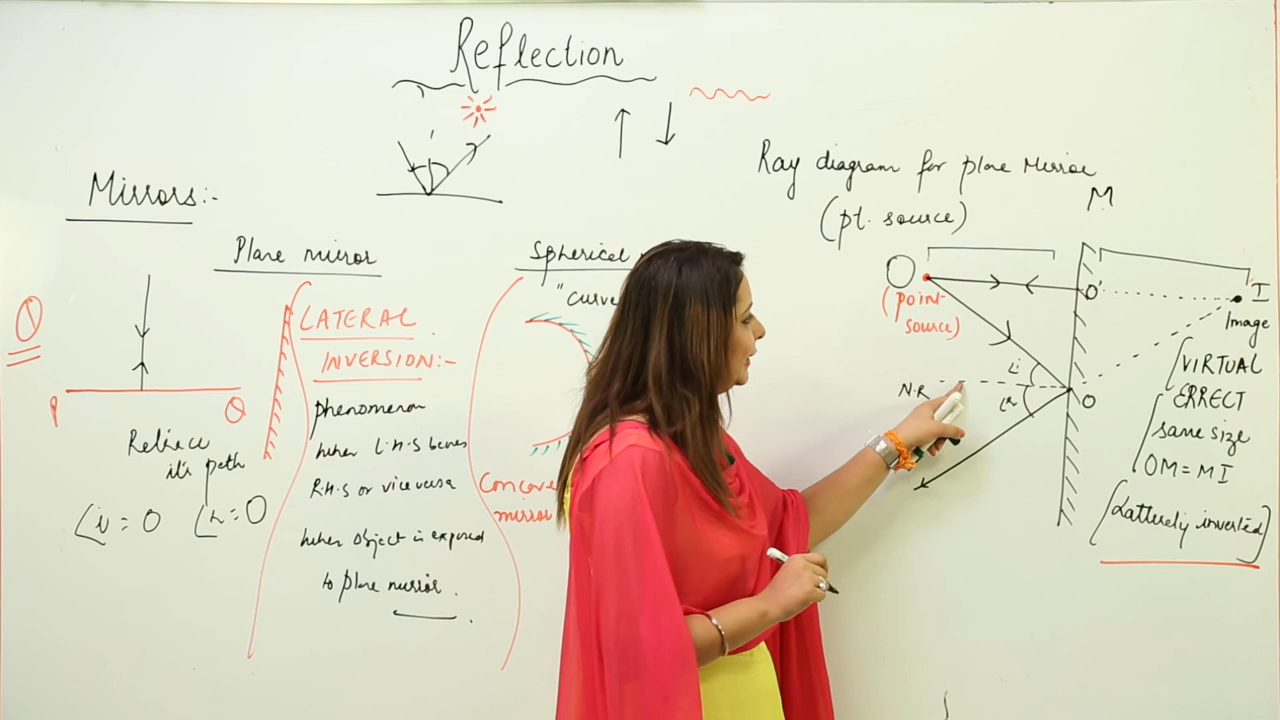 Reflection
Mirrors:-
Plane mirror
Spherical
"Curve
Q
P
Q
Retrace
it's path
∠i = 0
∠r = 0
LATERAL
INVERSION:-
phenomenon
when L.H.S becomes
R.H.S or vice versa
when object is exposed
to plane mirror.
Concave
mirror
Ray diagram for plane Mirror
(pt. source)
M
O
(point
source)
O'
I
Image
∠i
N.R
∠r
O
VIRTUAL
ERRECT
same size
OM = MI
(Latterely inverted)